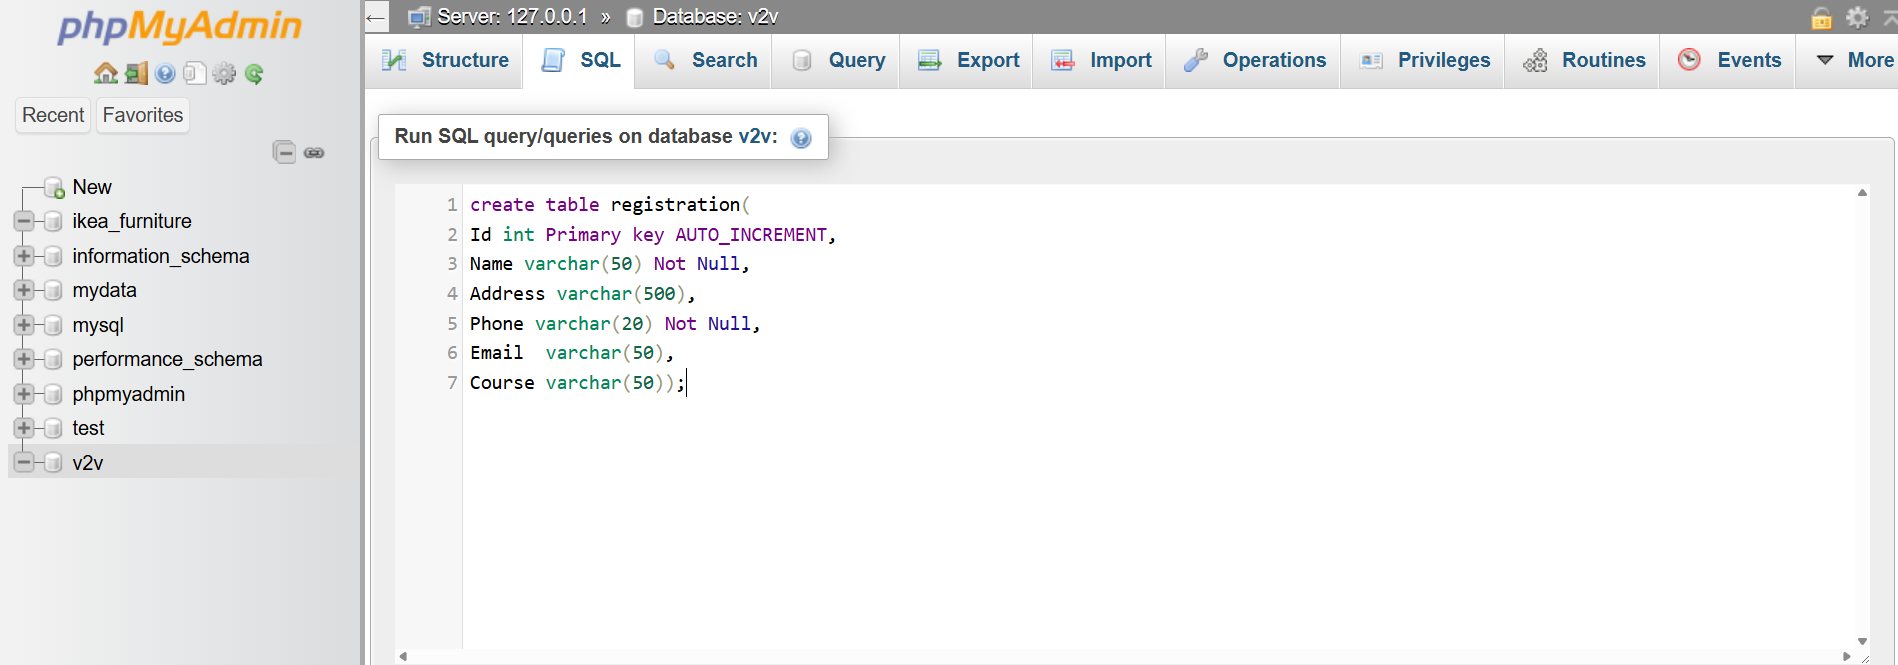 phpMyAdmin
Recent Favorites
New
ikea_furniture
information_schema
mydata
mysql
performance_schema
phpmyadmin
test
v2v
Server: 127.0.0.1 » Database: v2v
Structure SQL Search Query Export Import Operations Privileges Routines Events More
Run SQL query/queries on database v2v:
1 create table registration(
2 Id int Primary key AUTO_INCREMENT,
3 Name varchar(50) Not Null,
4 Address varchar(500),
5 Phone varchar(20) Not Null,
6 Email  varchar(50),
7 Course varchar(50));